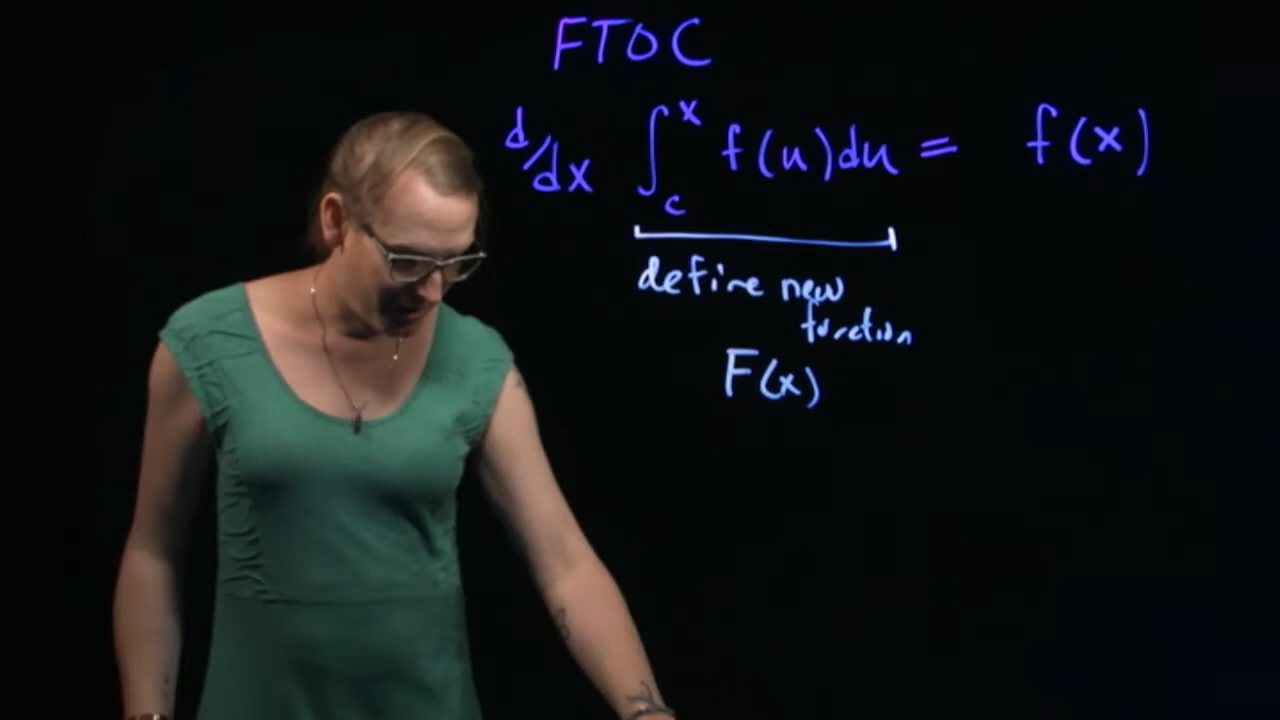 FTOC
d/dx ∫_c^x f(u)du = f(x)
define new
function
F(x)